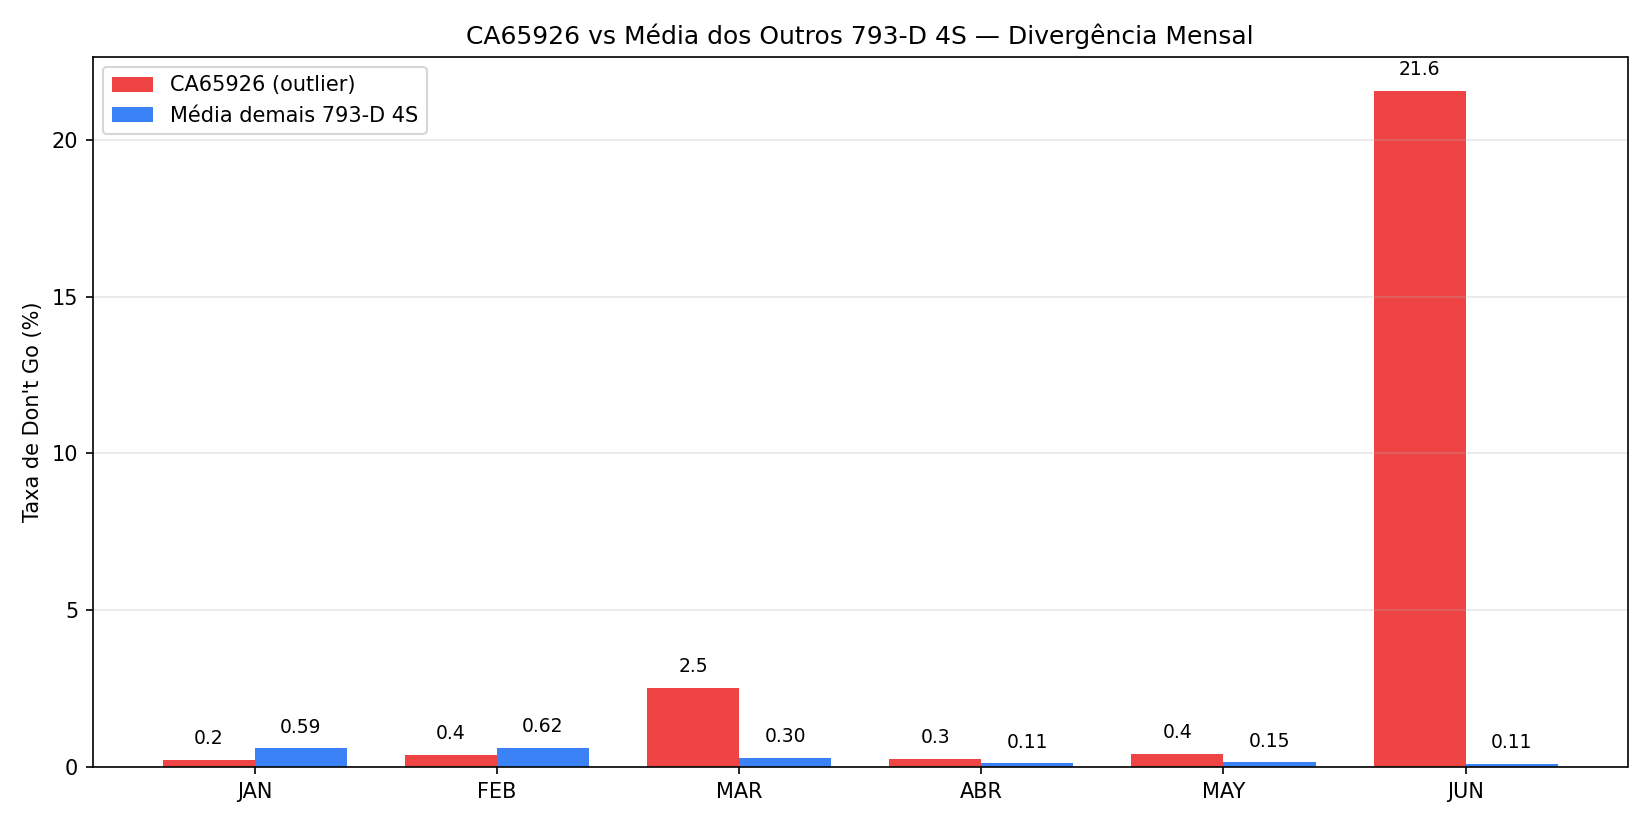 CA65926 vs Média dos Outros 793-D 4S — Divergência Mensal
CA65926 (outlier)
Média demais 793-D 4S
Taxa de Don't Go (%)
20
15
10
5
0
0.2
0.59
0.4
0.62
2.5
0.30
0.3
0.11
0.4
0.15
21.6
0.11
JAN
FEB
MAR
ABR
MAY
JUN